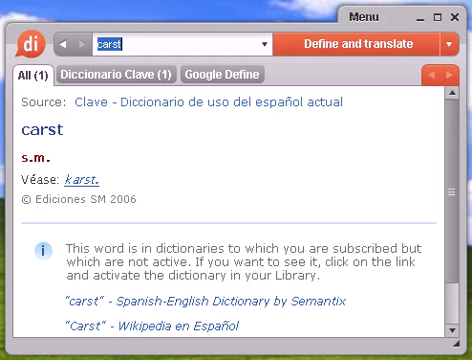 Menu
di
carst
Define and translate
All (1)
Diccionario Clave (1)
Google Define
Source: Clave - Diccionario de uso del español actual
carst
s.m.
Véase: karst.
© Ediciones SM 2006
i
This word is in dictionaries to which you are subscribed but
which are not active. If you want to see it, click on the link
and activate the dictionary in your Library.
"carst" - Spanish-English Dictionary by Semantix
"Carst" - Wikipedia en Español